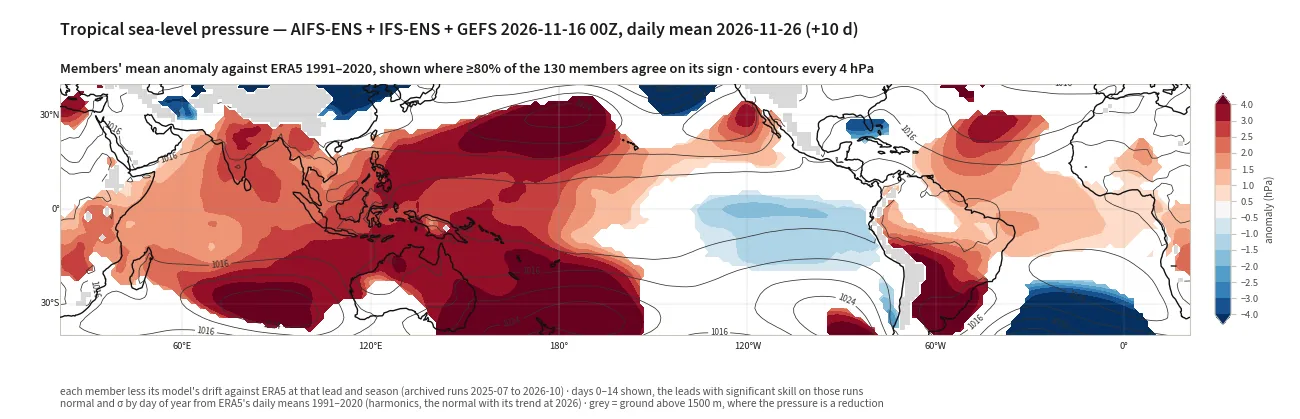 Tropical sea-level pressure — AIFS-ENS + IFS-ENS + GEFS 2026-11-16 00Z, daily mean 2026-11-26 (+10 d)
Members' mean anomaly against ERA5 1991–2020, shown where ≥80% of the 130 members agree on its sign · contours every 4 hPa
30°N
0°
30°S
60°E
120°E
180°
120°W
60°W
0°
1016
1016
1016
1016
1016
1016
1016
1024
1016
1016
1016
4.0
3.0
2.5
2.0
1.5
1.0
0.5
−0.5
−1.0
−1.5
−2.0
−2.5
−3.0
−4.0
anomaly (hPa)
each member less its model's drift against ERA5 at that lead and season (archived runs 2025-07 to 2026-10) · days 0–14 shown, the leads with significant skill on those runs
normal and σ by day of year from ERA5's daily means 1991–2020 (harmonics, the normal with its trend at 2026) · grey = ground above 1500 m, where the pressure is a reduction